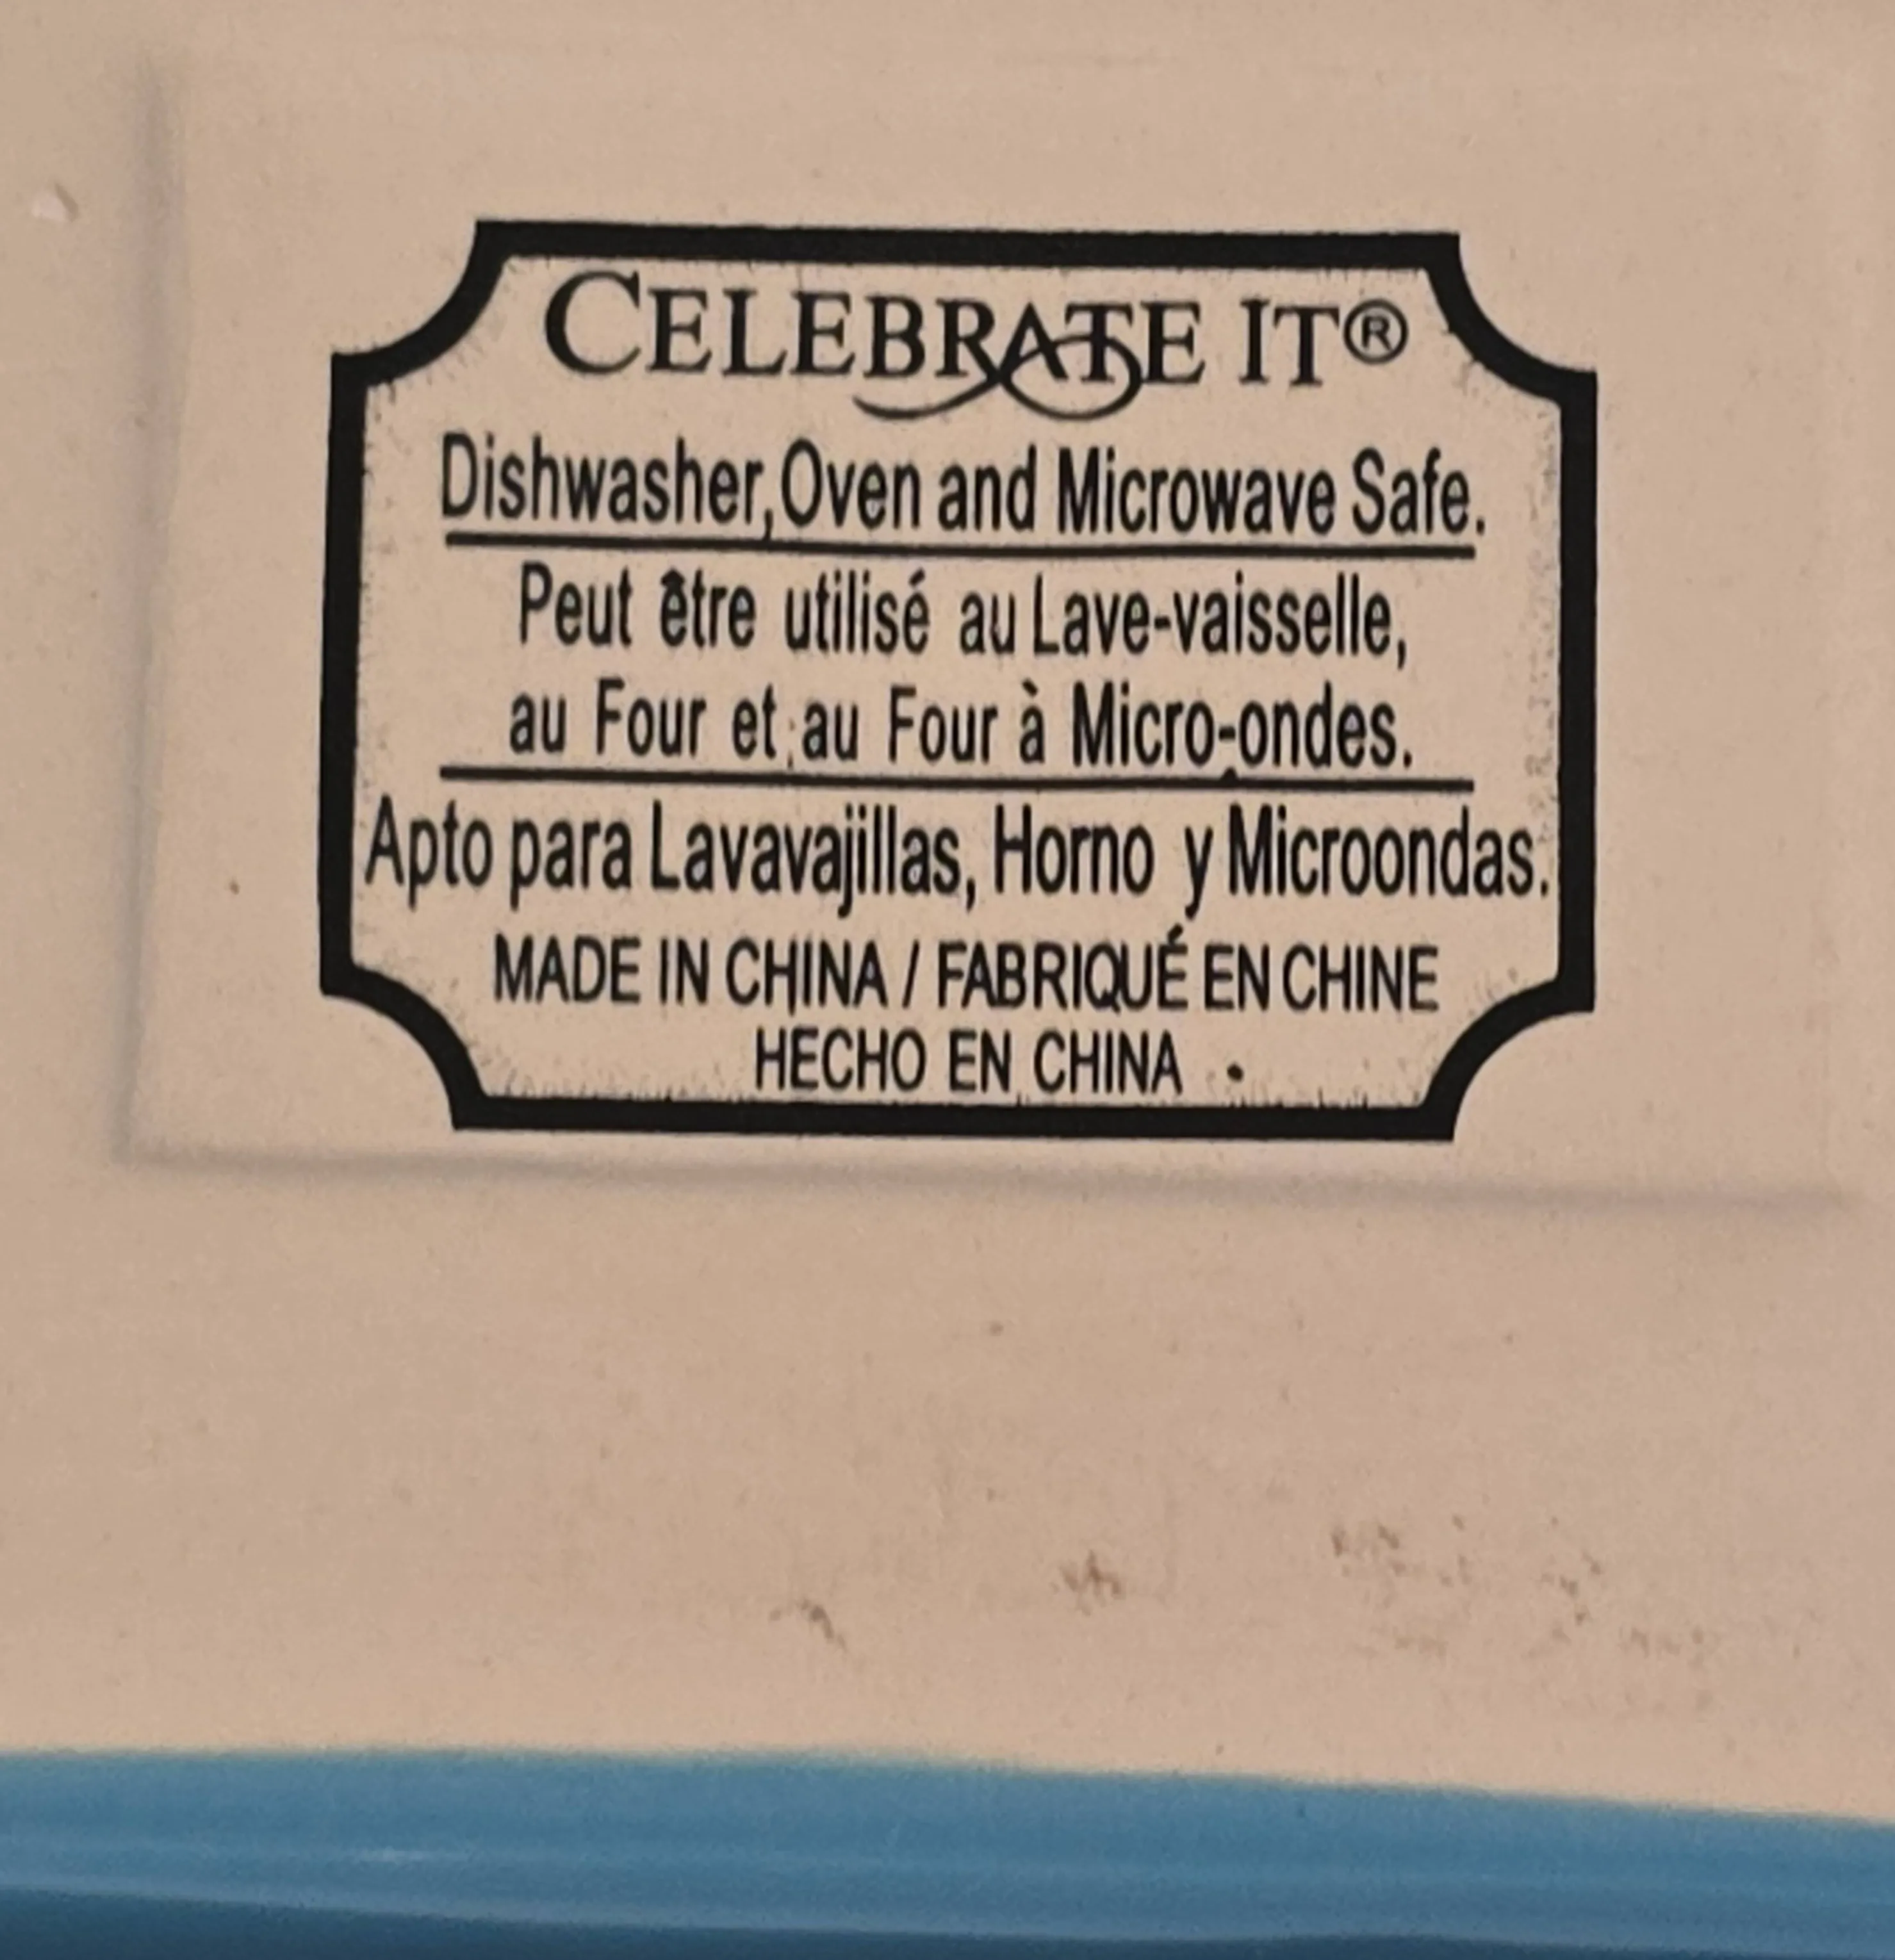 CELEBRATE IT®
Dishwasher, Oven and Microwave Safe.
Peut être utilisé au Lave-vaisselle,
au Four et au Four à Micro-ondes.
Apto para Lavavajillas, Horno y Microondas.
MADE IN CHINA / FABRIQUÉ EN CHINE
HECHO EN CHINA